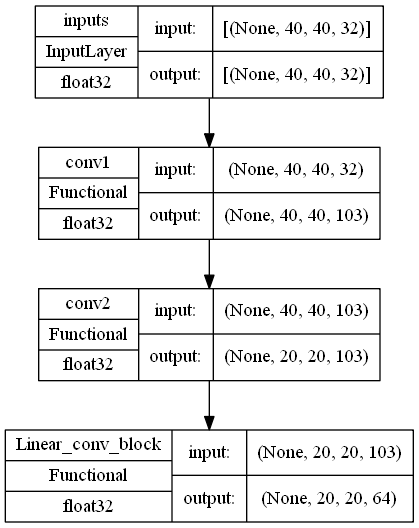 inputs
InputLayer
float32
input:
[(None, 40, 40, 32)]
output:
[(None, 40, 40, 32)]
conv1
Functional
float32
input:
(None, 40, 40, 32)
output:
(None, 40, 40, 103)
conv2
Functional
float32
input:
(None, 40, 40, 103)
output:
(None, 20, 20, 103)
Linear_conv_block
Functional
float32
input:
(None, 20, 20, 103)
output:
(None, 20, 20, 64)